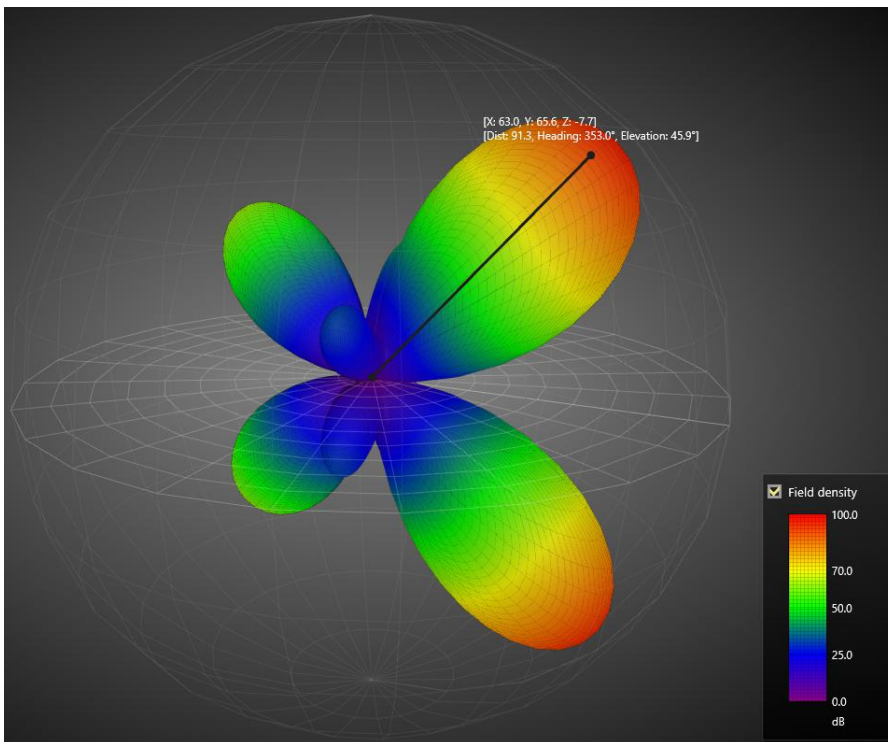 [X: 63.0, Y: 65.6, Z: -7.7]
[Dist: 91.3, Heading: 353.0°, Elevation: 45.9°]
Field density
100.0
70.0
50.0
25.0
0.0
dB